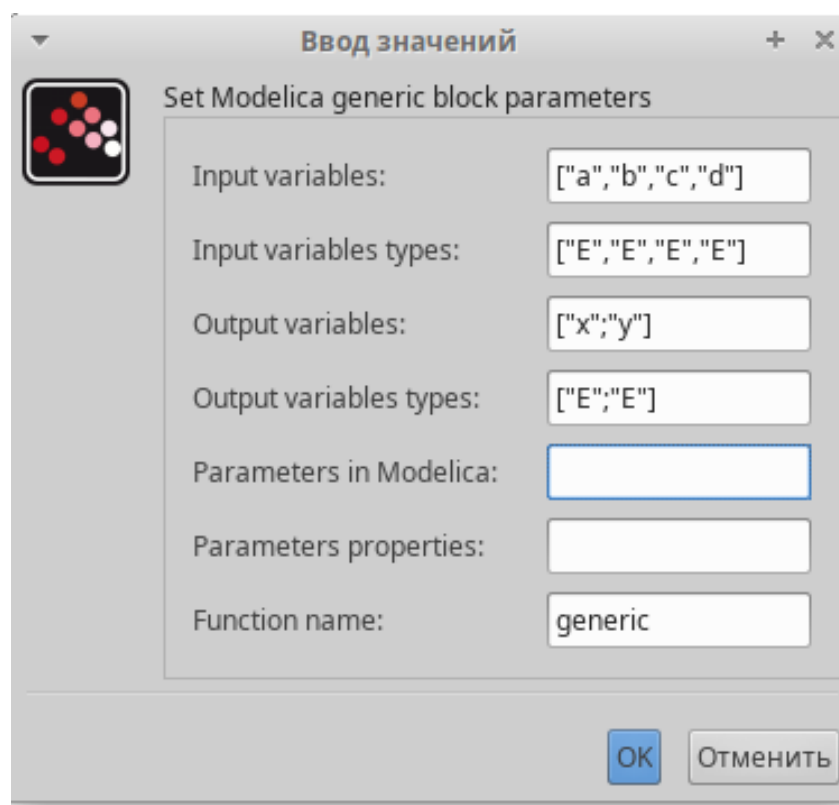 Ввод значений
Set Modelica generic block parameters
Input variables: ["a","b","c","d"]
Input variables types: ["E","E","E","E"]
Output variables: ["x";"y"]
Output variables types: ["E";"E"]
Parameters in Modelica:
Parameters properties:
Function name: generic
OK Отменить